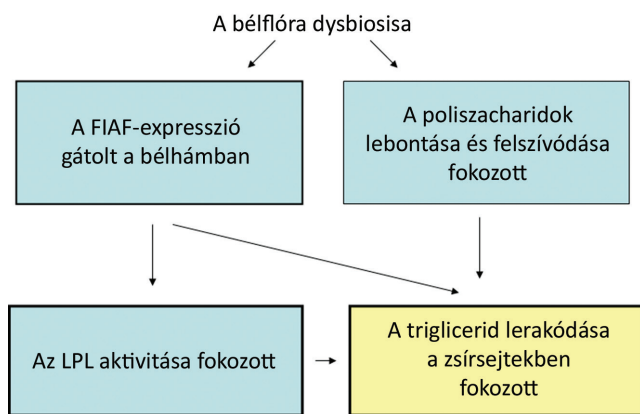 A bélflóra dysbiosisa
A FIAF-expresszió
gátolt a bélhámban
A poliszacharidok
lebontása és felszívódása
fokozott
Az LPL aktivitása fokozott
A triglicerid lerakódása
a zsírsejtekben
fokozott